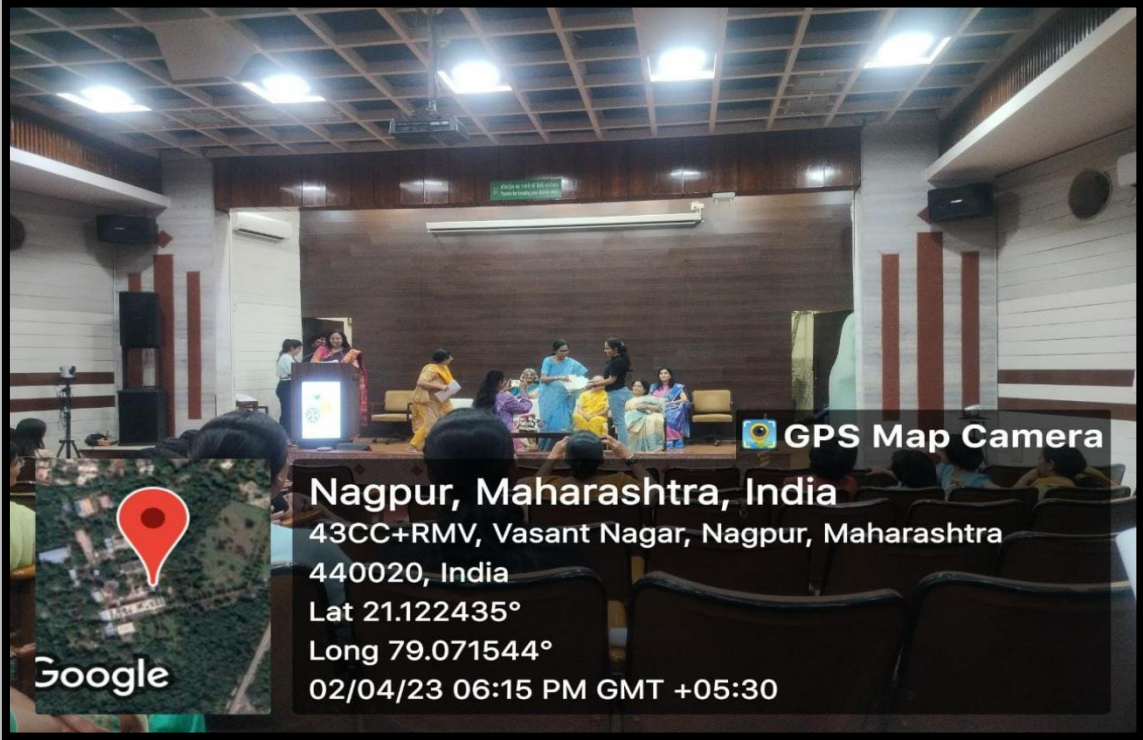 GPS Map Camera
Nagpur, Maharashtra, India
43CC+RMV, Vasant Nagar, Nagpur, Maharashtra
440020, India
Lat 21.122435°
Long 79.071544°
02/04/23 06:15 PM GMT +05:30
Google